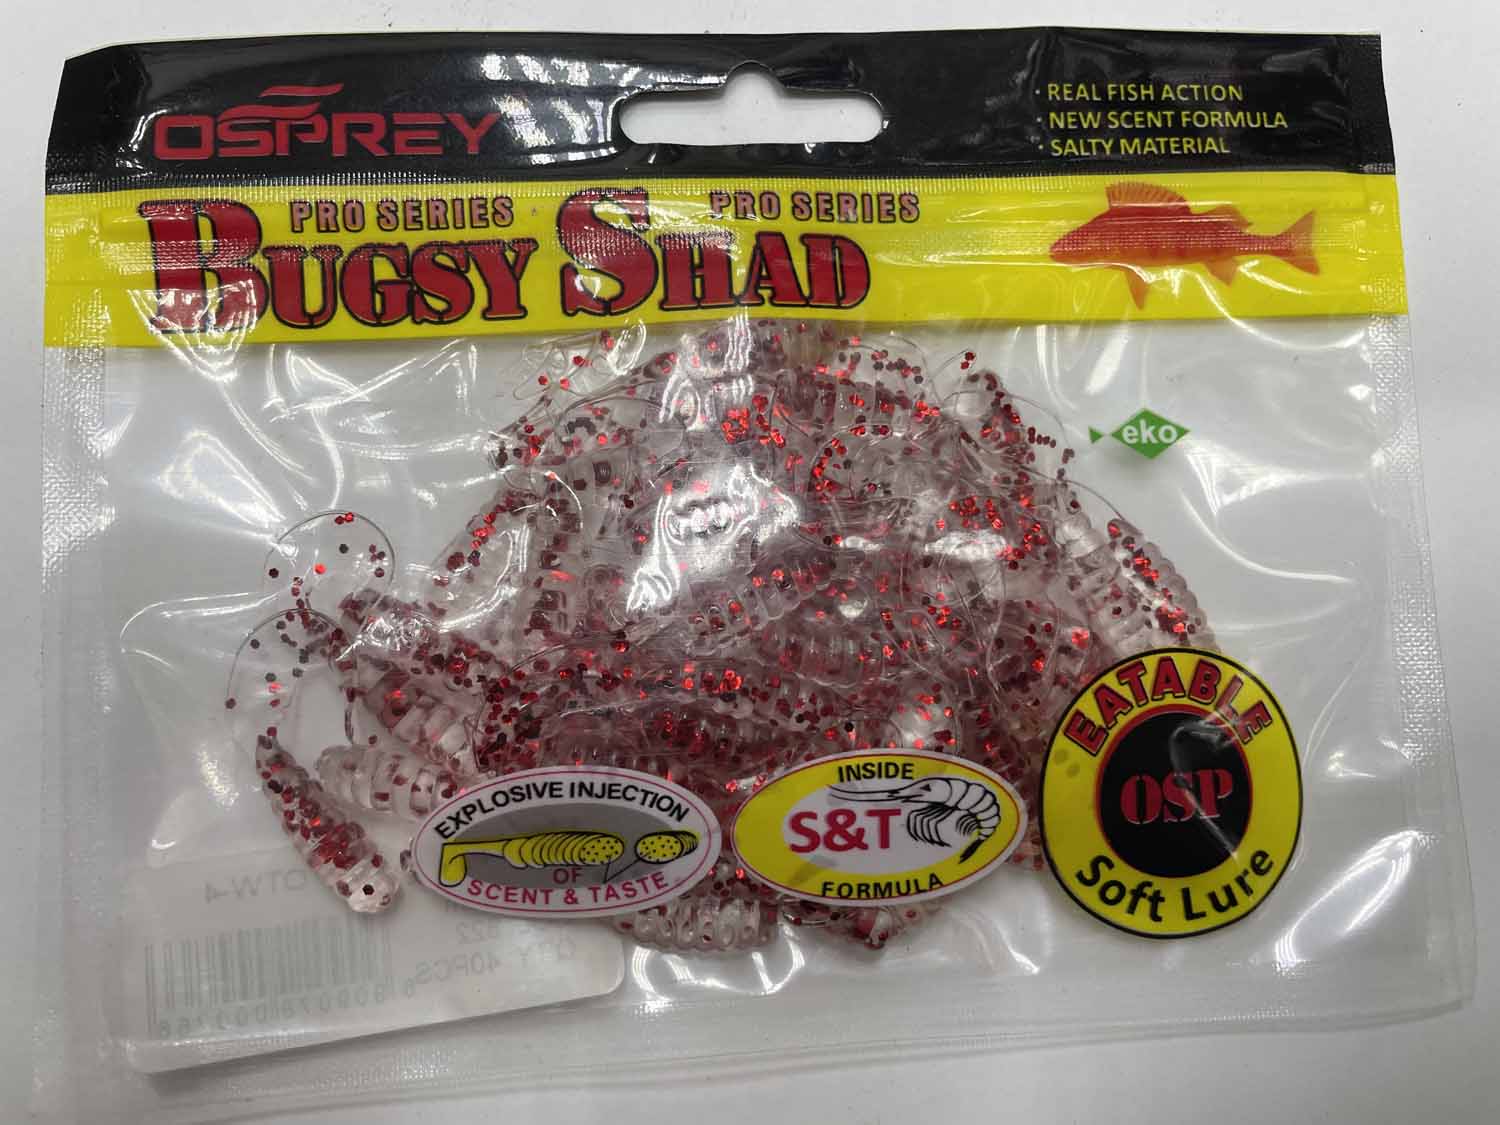 OSPREY
· REAL FISH ACTION
· NEW SCENT FORMULA
· SALTY MATERIAL
PRO SERIES PRO SERIES
BUGSY SHAD
eko
EXPLOSIVE INJECTION
OF
SCENT & TASTE
INSIDE
S&T
FORMULA
EATABLE
OSP
Soft Lure
QTY 40PCS